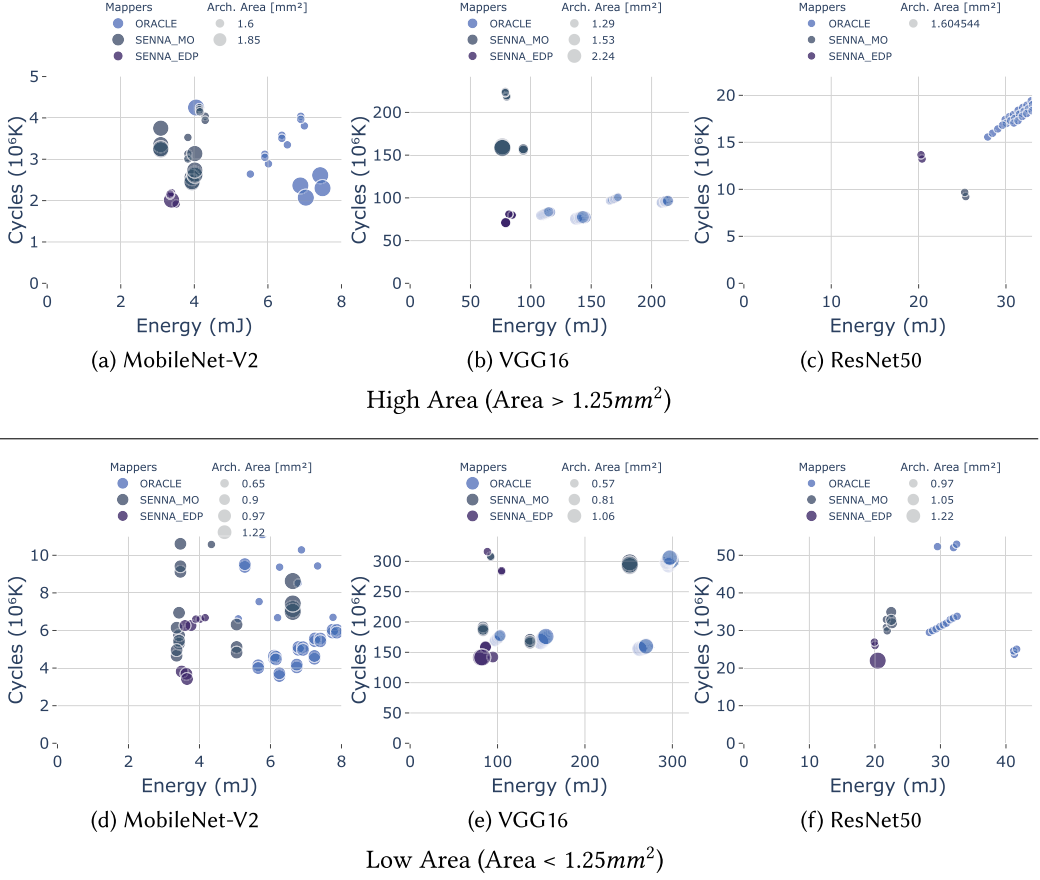 Mappers
ORACLE
SENNA_MO
SENNA_EDP
Arch. Area [mm²]
1.6
1.85
Cycles (10⁶K)
5
4
3
2
1
0
0 2 4 6 8
Energy (mJ)
(a) MobileNet-V2
Mappers
ORACLE
SENNA_MO
SENNA_EDP
Arch. Area [mm²]
1.29
1.53
2.24
Cycles (10⁶K)
200
150
100
50
0
0 50 100 150 200
Energy (mJ)
(b) VGG16
Mappers
ORACLE
SENNA_MO
SENNA_EDP
Arch. Area [mm²]
1.604544
Cycles (10⁶K)
20
15
10
5
0
0 10 20 30
Energy (mJ)
(c) ResNet50
High Area (Area > 1.25mm²)
Mappers
ORACLE
SENNA_MO
SENNA_EDP
Arch. Area [mm²]
0.65
0.9
0.97
1.22
Cycles (10⁶K)
10
8
6
4
2
0
0 2 4 6 8
Energy (mJ)
(d) MobileNet-V2
Mappers
ORACLE
SENNA_MO
SENNA_EDP
Arch. Area [mm²]
0.57
0.81
1.06
Cycles (10⁶K)
300
250
200
150
100
50
0
0 100 200 300
Energy (mJ)
(e) VGG16
Mappers
ORACLE
SENNA_MO
SENNA_EDP
Arch. Area [mm²]
0.97
1.05
1.22
Cycles (10⁶K)
50
40
30
20
10
0
0 10 20 30 40
Energy (mJ)
(f) ResNet50
Low Area (Area < 1.25mm²)